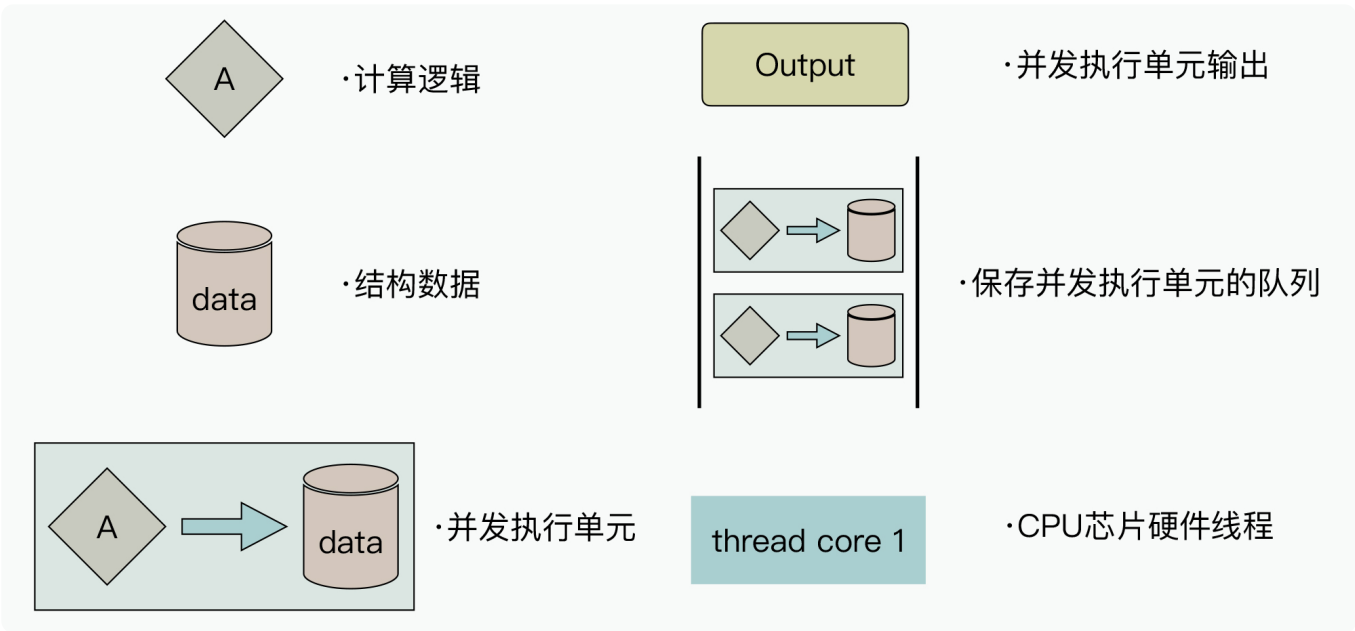 A
·计算逻辑
Output
·并发执行单元输出
data
·结构数据
·保存并发执行单元的队列
A
data
·并发执行单元
thread core 1
·CPU芯片硬件线程